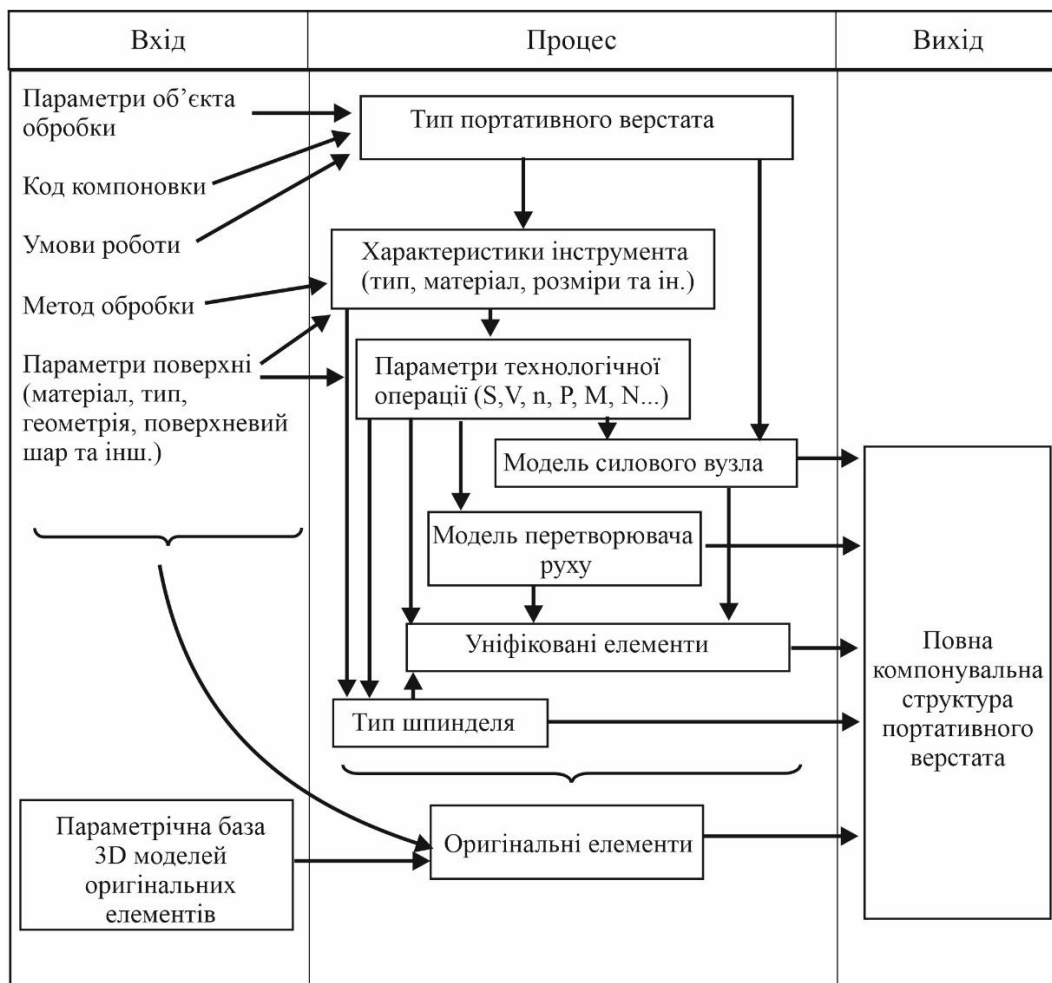 Вхід
Процес
Вихід
Параметри об’єкта
обробки
Код компоновки
Умови роботи
Метод обробки
Параметри поверхні
(матеріал, тип,
геометрія, поверхневий
шар та інш.)
Параметрічна база
3D моделей
оригінальних
елементів
Тип портативного верстата
Характеристики інструмента
(тип, матеріал, розміри та ін.)
Параметри технологічної
операції (S,V, n, P, M, N...)
Модель силового вузла
Модель перетворювача
руху
Уніфіковані елементи
Тип шпинделя
Оригінальні елементи
Повна
компонувальна
структура
портативного
верстата